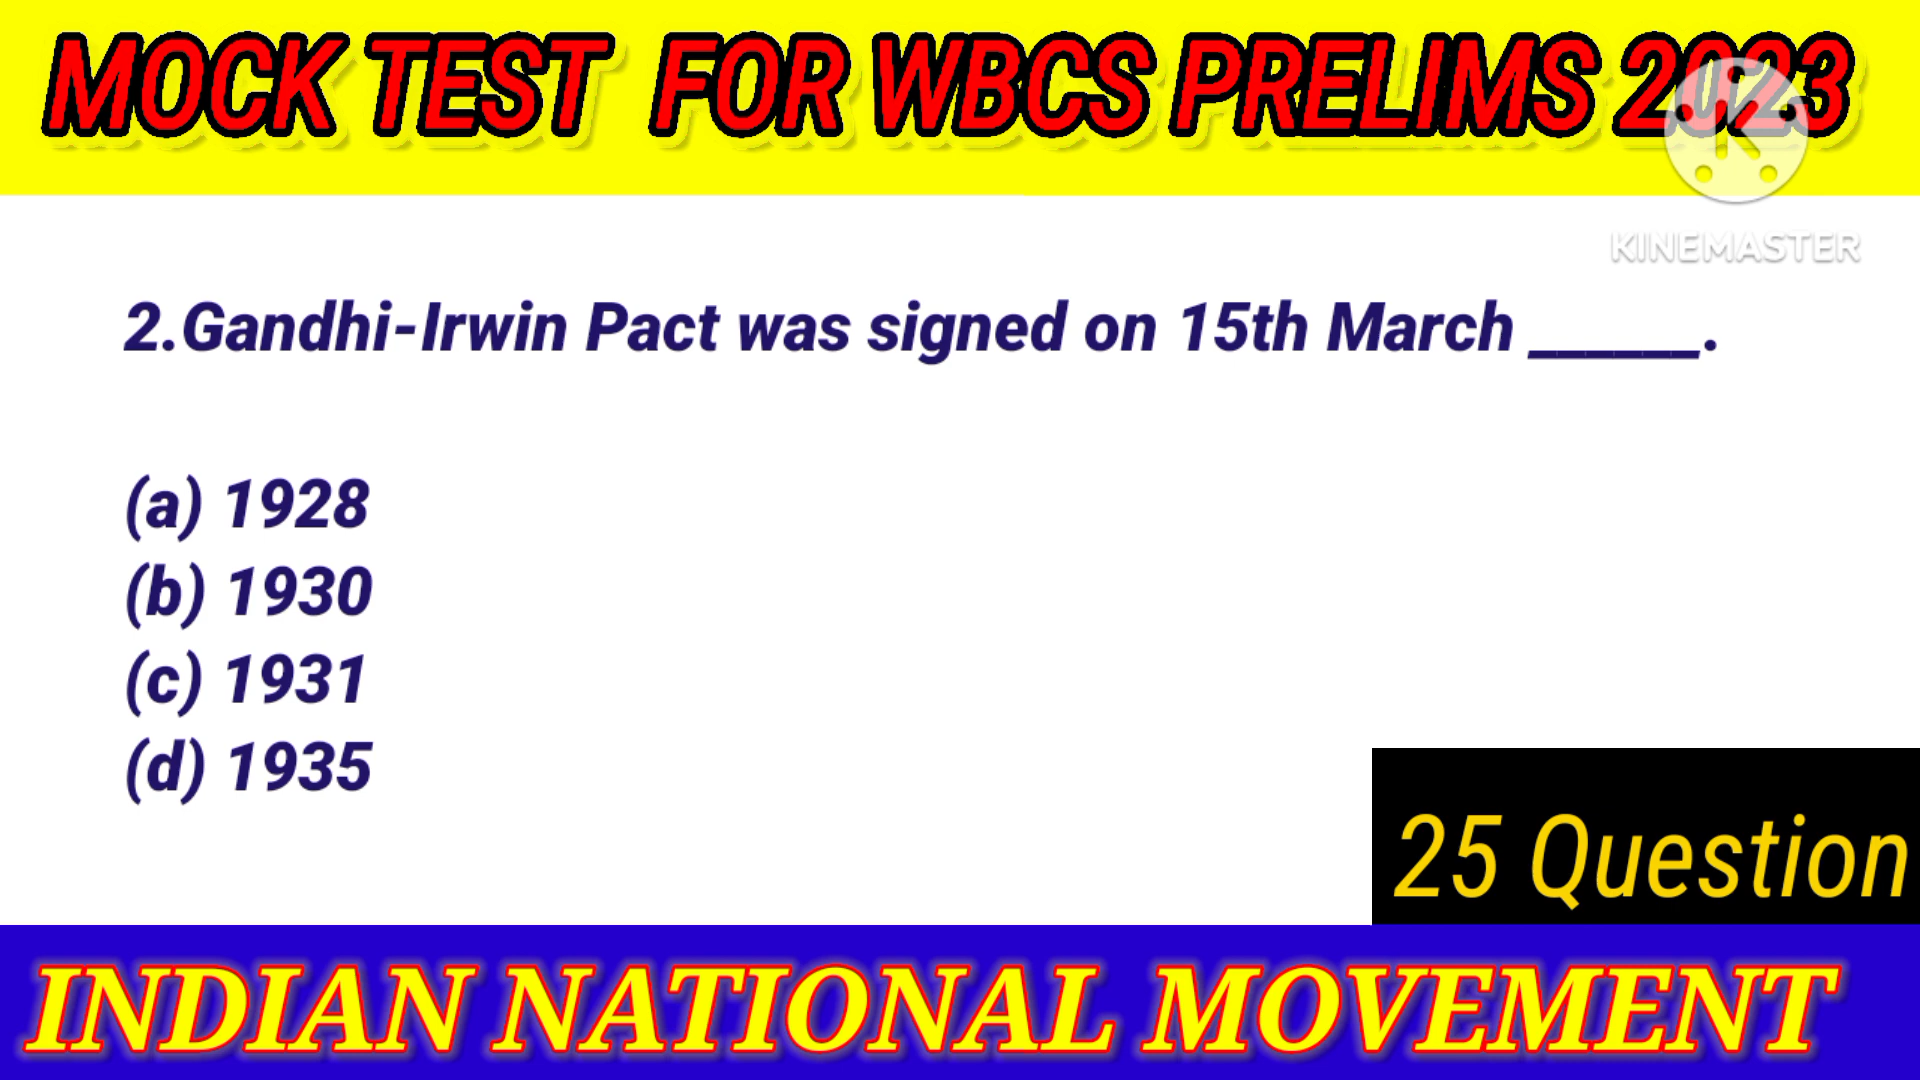 MOCK TEST FOR WBCS PRELIMS 2023
KINEMASTER
2.Gandhi-Irwin Pact was signed on 15th March ______.
(a) 1928
(b) 1930
(c) 1931
(d) 1935
25 Question
INDIAN NATIONAL MOVEMENT